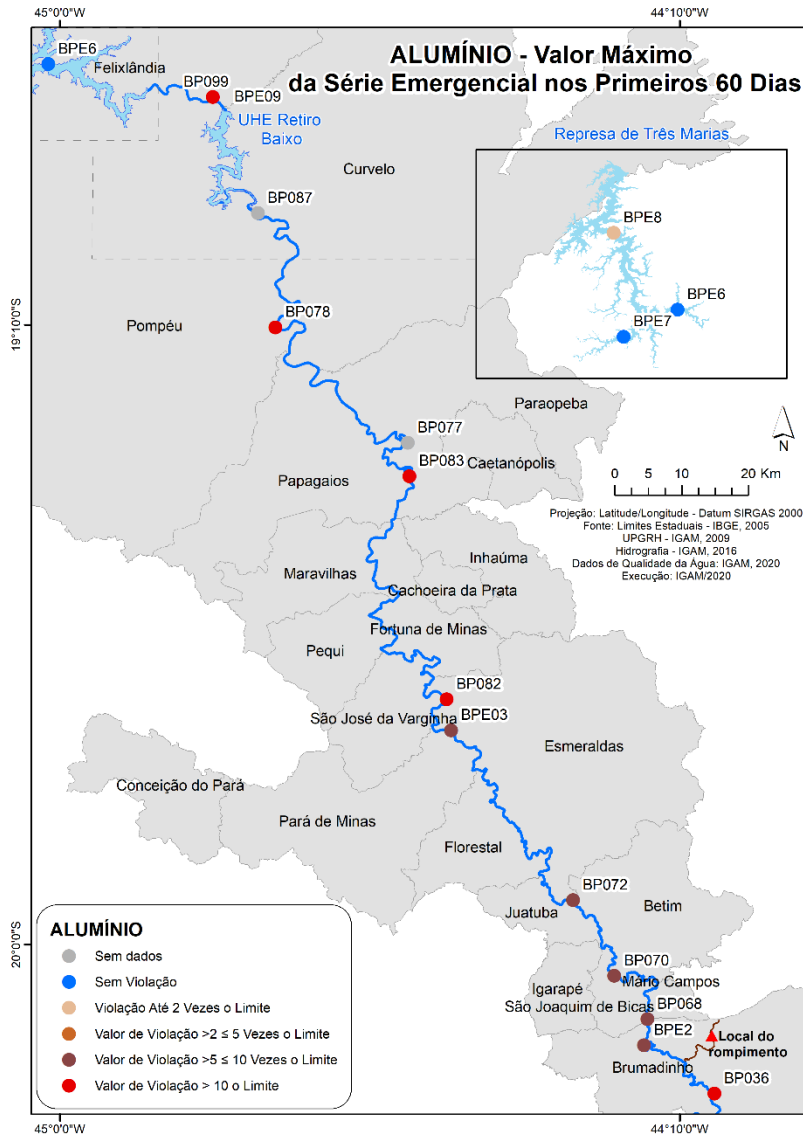 45°0'0"W
44°10'0"W
ALUMÍNIO - Valor Máximo
da Série Emergencial nos Primeiros 60 Dias
BPE6
Felixlândia
BP099
BPE09
UHE Retiro
Baixo
Curvelo
Represa de Três Marias
BPE8
BPE6
BPE7
BP087
19°10'0"S
Pompéu
BP078
Paraopeba
BP077
N
BP083
Caetanópolis
Papagaios
0 5 10 20 Km
Projeção: Latitude/Longitude - Datum SIRGAS 2000
Fonte: Limites Estaduais - IBGE, 2005
UPGRH - IGAM, 2009
Hidrografia - IGAM, 2016
Dados de Qualidade da Água: IGAM, 2020
Execução: IGAM/2020
Inhaúma
Maravilhas
Cachoeira da Prata
Fortuna de Minas
Pequi
BP082
São José da Varginha
BPE03
Esmeraldas
Conceição do Pará
Pará de Minas
Florestal
BP072
Juatuba
Betim
20°0'0"S
BP070
Igarapé
Mário Campos
São Joaquim de Bicas
BP068
BPE2
Local do
rompimento
Brumadinho
BP036
ALUMÍNIO
Sem dados
Sem Violação
Violação Até 2 Vezes o Limite
Valor de Violação >2 ≤ 5 Vezes o Limite
Valor de Violação >5 ≤ 10 Vezes o Limite
Valor de Violação > 10 o Limite
45°0'0"W
44°10'0"W